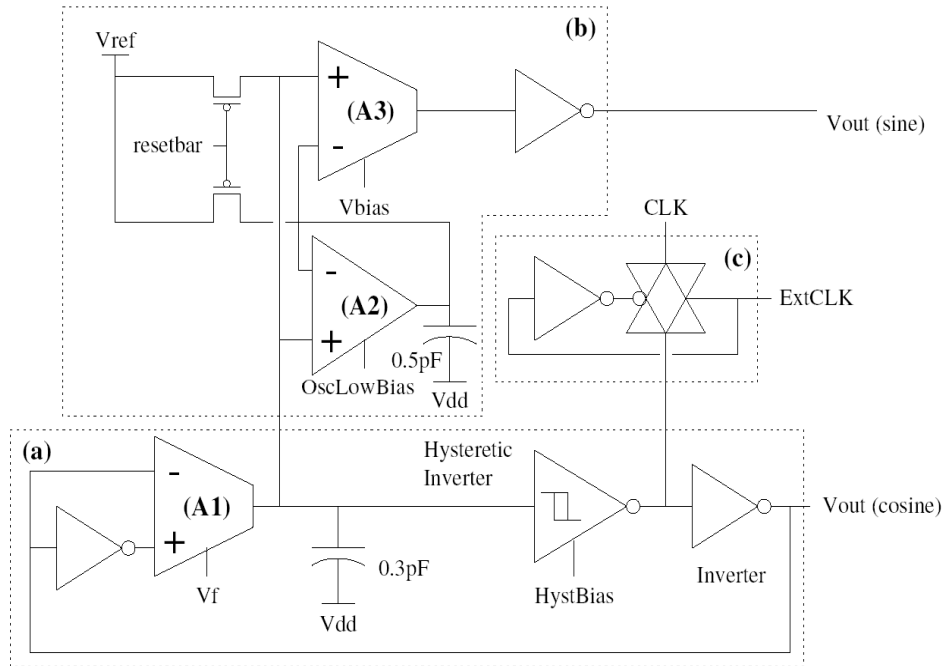 Vref
(b)
+
(A3)
-
resetbar
Vout (sine)
Vbias
CLK
(c)
-
(A2)
+
ExtCLK
0.5pF
OscLowBias
Vdd
(a)
Hysteretic
Inverter
-
(A1)
+
Vout (cosine)
0.3pF
Vf
Vdd
HystBias
Inverter